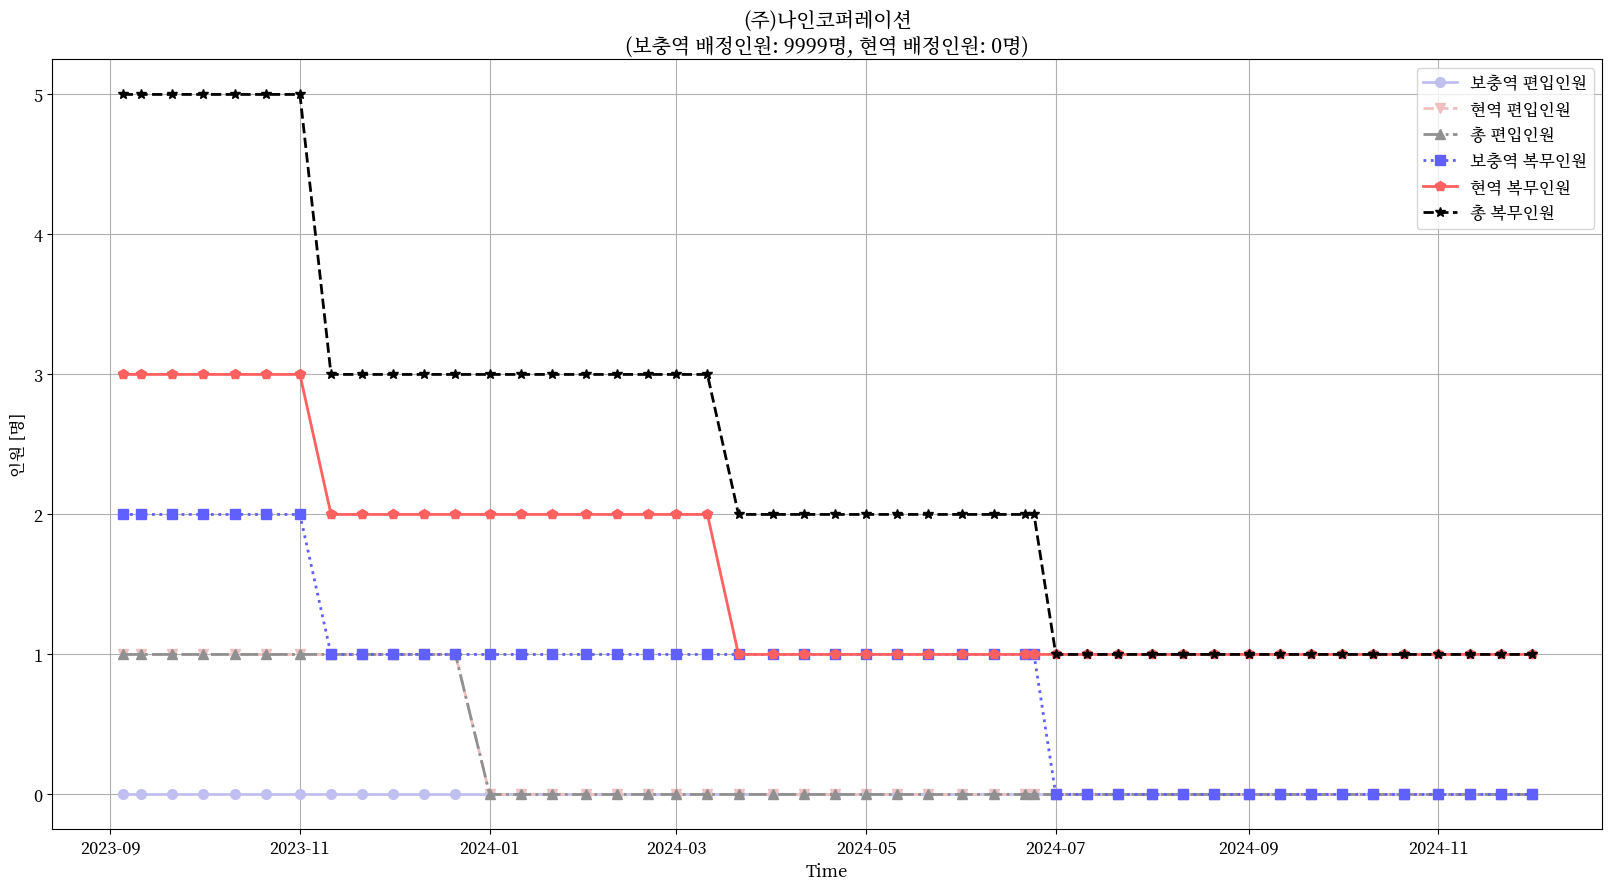 (주)나인코퍼레이션
(보충역 배정인원: 9999명, 현역 배정인원: 0명)
보충역 편입인원
현역 편입인원
총 편입인원
보충역 복무인원
현역 복무인원
총 복무인원
인원 [명]
5
4
3
2
1
0
2023-09
2023-11
2024-01
2024-03
2024-05
2024-07
2024-09
2024-11
Time